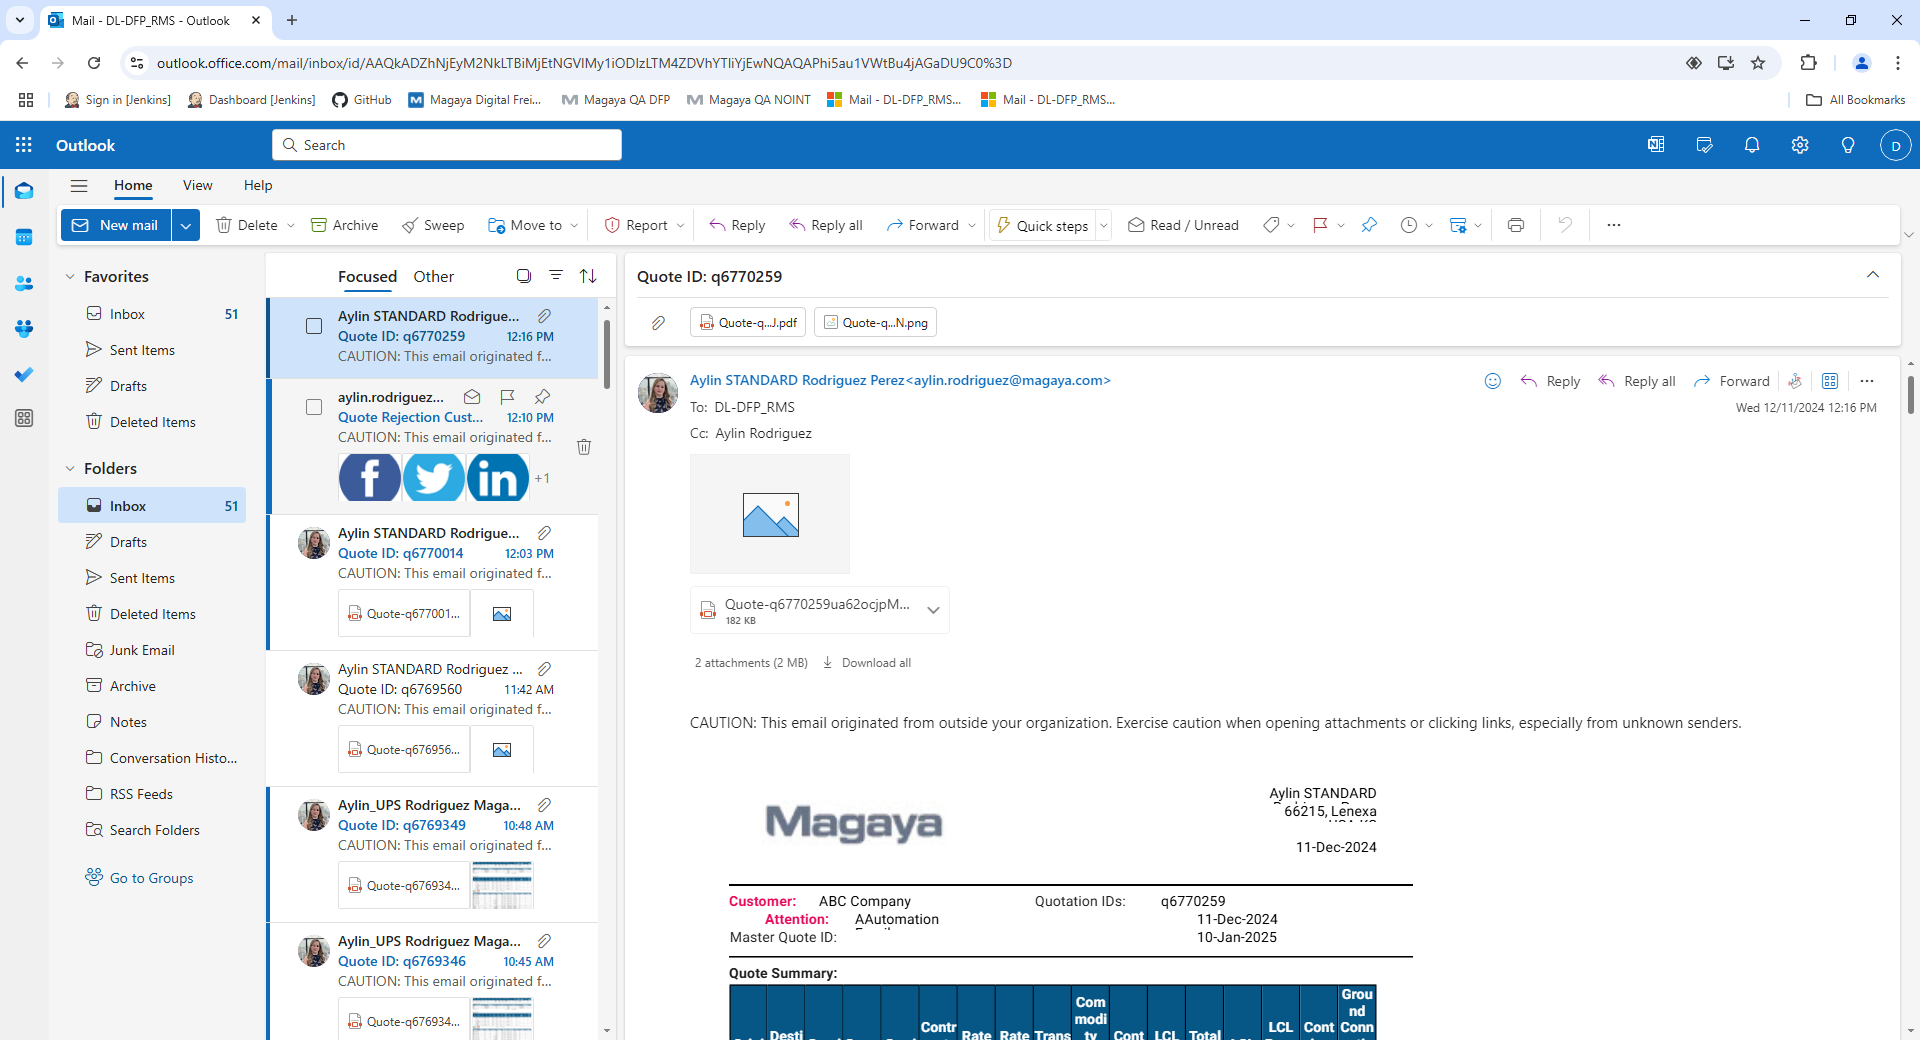 Mail - DL-DFP_RMS - Outlook
outlook.office.com/mail/inbox/id/AAQkADZhNjEyM2NkLTBiMjEtNGVlMy1iODIzLTM4ZDVhYTliYjEwNQAQAPhi5au1VWtBu4jAGaDU9C0%3D
Sign in [Jenkins]
Dashboard [Jenkins]
GitHub
Magaya Digital Frei...
Magaya QA DFP
Magaya QA NOINT
Mail - DL-DFP_RMS...
Mail - DL-DFP_RMS...
All Bookmarks
Outlook
Search
D
Home
View
Help
New mail
Delete
Archive
Sweep
Move to
Report
Reply
Reply all
Forward
Quick steps
Read / Unread
Favorites
Inbox 51
Sent Items
Drafts
Deleted Items
Folders
Inbox 51
Drafts
Sent Items
Deleted Items
Junk Email
Archive
Notes
Conversation Histo...
RSS Feeds
Search Folders
Go to Groups
Focused
Other
Aylin STANDARD Rodrigue...
Quote ID: q6770259 12:16 PM
CAUTION: This email originated f...
aylin.rodriguez...
Quote Rejection Cust... 12:10 PM
CAUTION: This email originated f...
+1
Aylin STANDARD Rodrigue...
Quote ID: q6770014 12:03 PM
CAUTION: This email originated f...
Quote-q677001...
Aylin STANDARD Rodriguez ...
Quote ID: q6769560 11:42 AM
CAUTION: This email originated f...
Quote-q676956...
Aylin_UPS Rodriguez Maga...
Quote ID: q6769349 10:48 AM
CAUTION: This email originated f...
Quote-q676934...
Aylin_UPS Rodriguez Maga...
Quote ID: q6769346 10:45 AM
CAUTION: This email originated f...
Quote-q676934...
Quote ID: q6770259
Quote-q...J.pdf
Quote-q...N.png
Aylin STANDARD Rodriguez Perez<aylin.rodriguez@magaya.com>
Reply
Reply all
Forward
To: DL-DFP_RMS
Wed 12/11/2024 12:16 PM
Cc: Aylin Rodriguez
Quote-q6770259ua62ocjpM...
182 KB
2 attachments (2 MB)
Download all
CAUTION: This email originated from outside your organization. Exercise caution when opening attachments or clicking links, especially from unknown senders.
Magaya
Aylin STANDARD
66215, Lenexa
11-Dec-2024
Customer: ABC Company Quotation IDs: q6770259
Attention: AAutomation 11-Dec-2024
Master Quote ID: 10-Jan-2025
Quote Summary:
Desti
Contr
Rate
Rate
Trans
Com
modi
ty
Cont
LCL
Total
LCL
Cont
Grou
nd
Conn